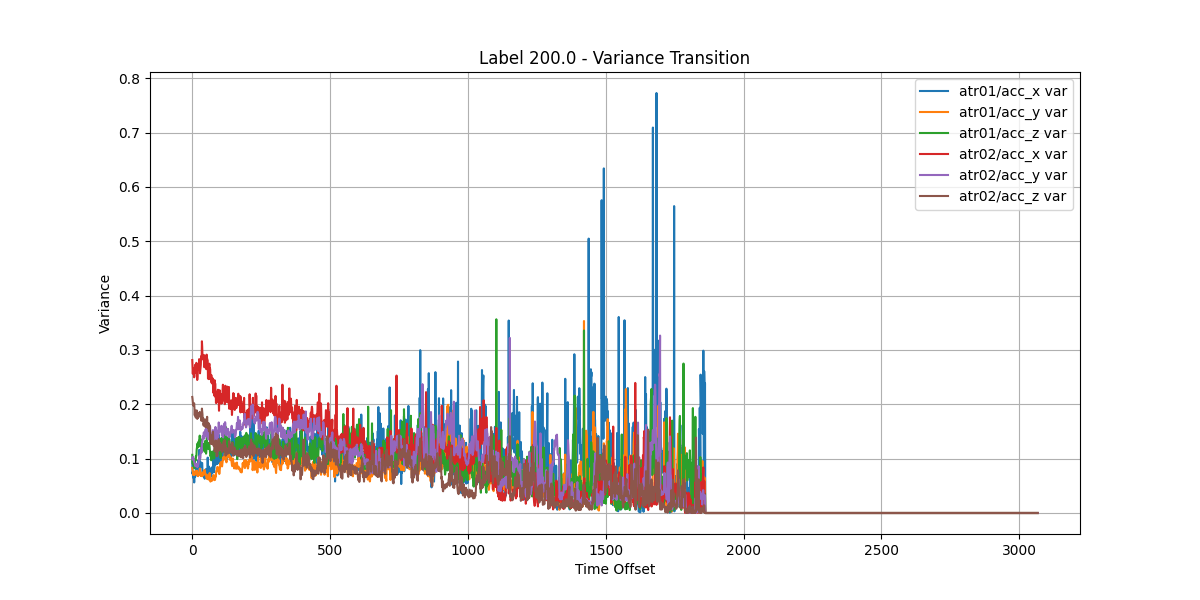 Label 200.0 - Variance Transition
0.8
0.7
0.6
0.5
0.4
0.3
0.2
0.1
0.0
Variance
atr01/acc_x var
atr01/acc_y var
atr01/acc_z var
atr02/acc_x var
atr02/acc_y var
atr02/acc_z var
0 500 1000 1500 2000 2500 3000
Time Offset